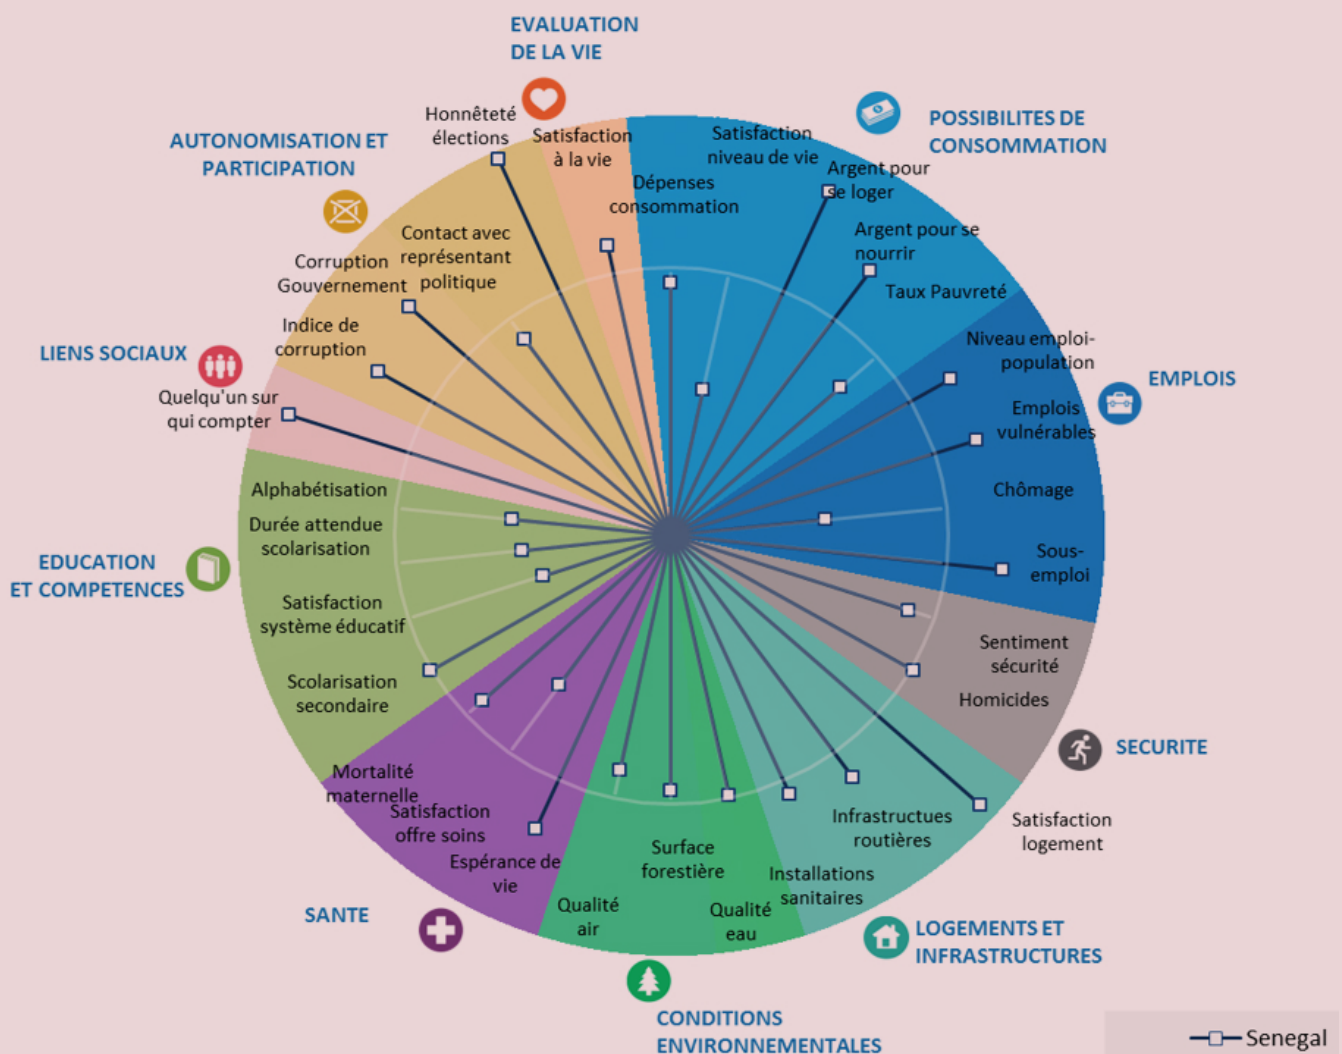 EVALUATION
DE LA VIE
POSSIBILITES DE
CONSOMMATION
AUTONOMISATION ET
PARTICIPATION
Honnêteté
élections
Satisfaction
à la vie
Satisfaction
niveau de vie
Dépenses
consommation
Argent pour
se loger
Argent pour se
nourrir
Taux Pauvreté
Contact avec
représentant
politique
Corruption
Gouvernement
Indice de
corruption
LIENS SOCIAUX
Quelqu'un sur
qui compter
Niveau emploi-
population
EMPLOIS
Emplois
vulnérables
Chômage
Sous-
emploi
Alphabétisation
Durée attendue
scolarisation
EDUCATION
ET COMPETENCES
Satisfaction
système éducatif
Scolarisation
secondaire
Sentiment
sécurité
Homicides
SECURITE
Mortalité
maternelle
Satisfaction
offre soins
Espérance de
vie
SANTE
Qualité
air
Surface
forestière
Qualité
eau
Installations
sanitaires
Infrastructues
routières
Satisfaction
logement
LOGEMENTS ET
INFRASTRUCTURES
CONDITIONS
ENVIRONNEMENTALES
Senegal